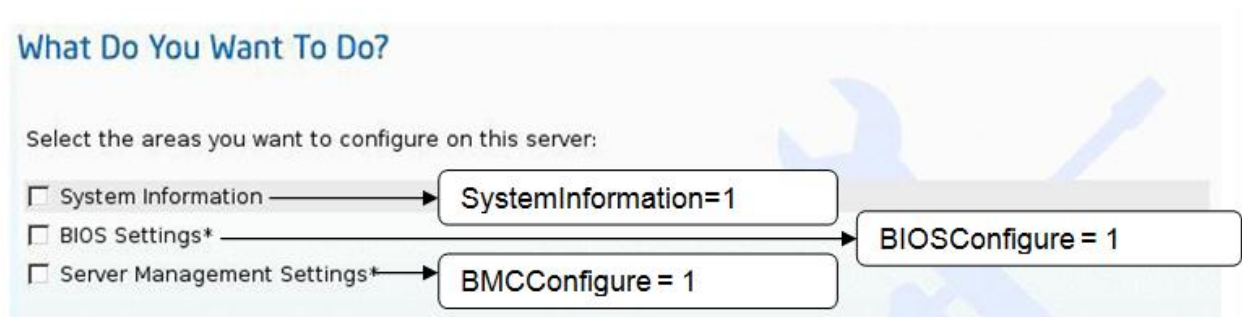 What Do You Want To Do?
Select the areas you want to configure on this server:
System Information
SystemInformation=1
BIOS Settings*
BIOSConfigure = 1
Server Management Settings*
BMCConfigure = 1